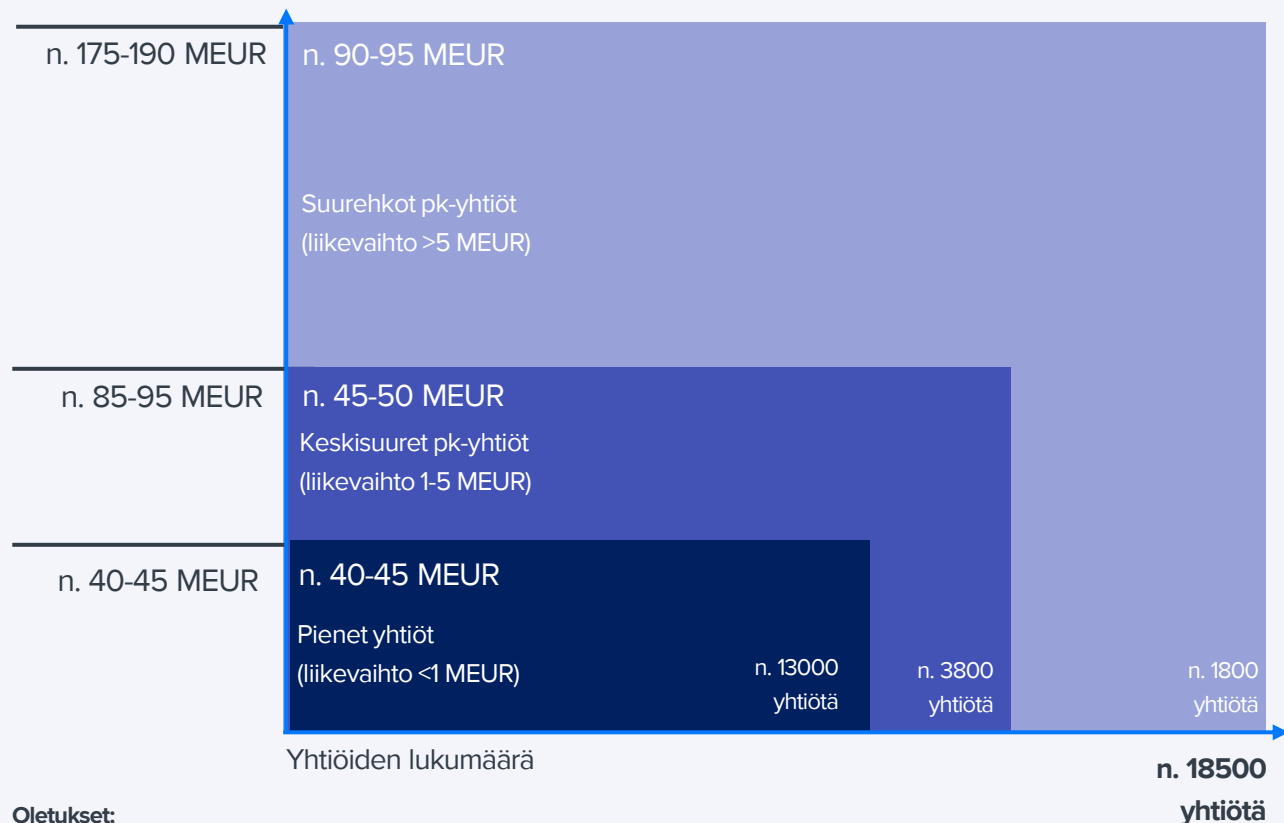 n. 175-190 MEUR
n. 90-95 MEUR
Suurehkot pk-yhtiöt
(liikevaihto >5 MEUR)
n. 85-95 MEUR
n. 45-50 MEUR
Keskisuuret pk-yhtiöt
(liikevaihto 1-5 MEUR)
n. 40-45 MEUR
n. 40-45 MEUR
Pienet yhtiöt
(liikevaihto <1 MEUR)
n. 13000
yhtiötä
n. 3800
yhtiötä
n. 1800
yhtiötä
Yhtiöiden lukumäärä
n. 18500
yhtiötä
Oletukset: